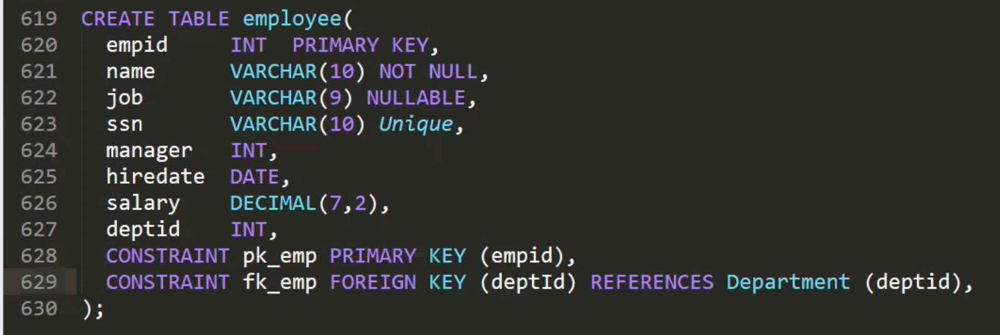 619 CREATE TABLE employee(
620 empid INT PRIMARY KEY,
621 name VARCHAR(10) NOT NULL,
622 job VARCHAR(9) NULLABLE,
623 ssn VARCHAR(10) Unique,
624 manager INT,
625 hiredate DATE,
626 salary DECIMAL(7,2),
627 deptid INT,
628 CONSTRAINT pk_emp PRIMARY KEY (empid),
629 CONSTRAINT fk_emp FOREIGN KEY (deptId) REFERENCES Department (deptid),
630 );